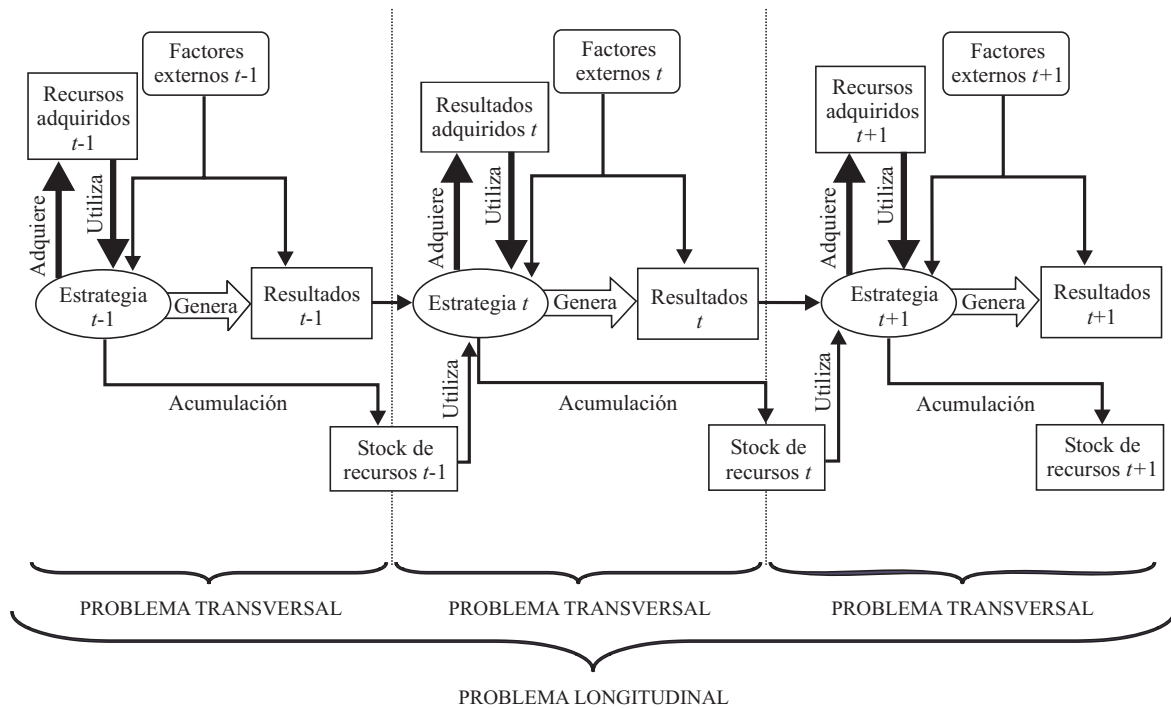 Factores
externos t-1
Recursos
adquiridos
t-1
Adquiere
Utiliza
Estrategia
t-1
Genera
Resultados
t-1
Acumulación
Stock de
recursos t-1
Factores
externos t
Resultados
adquiridos t
Adquiere
Utiliza
Estrategia t
Genera
Resultados
t
Utiliza
Acumulación
Stock de
recursos t
Factores
externos t+1
Recursos
adquiridos
t+1
Adquiere
Utiliza
Estrategia
t+1
Genera
Resultados
t+1
Utiliza
Acumulación
Stock de
recursos t+1
PROBLEMA TRANSVERSAL
PROBLEMA TRANSVERSAL
PROBLEMA TRANSVERSAL
PROBLEMA LONGITUDINAL